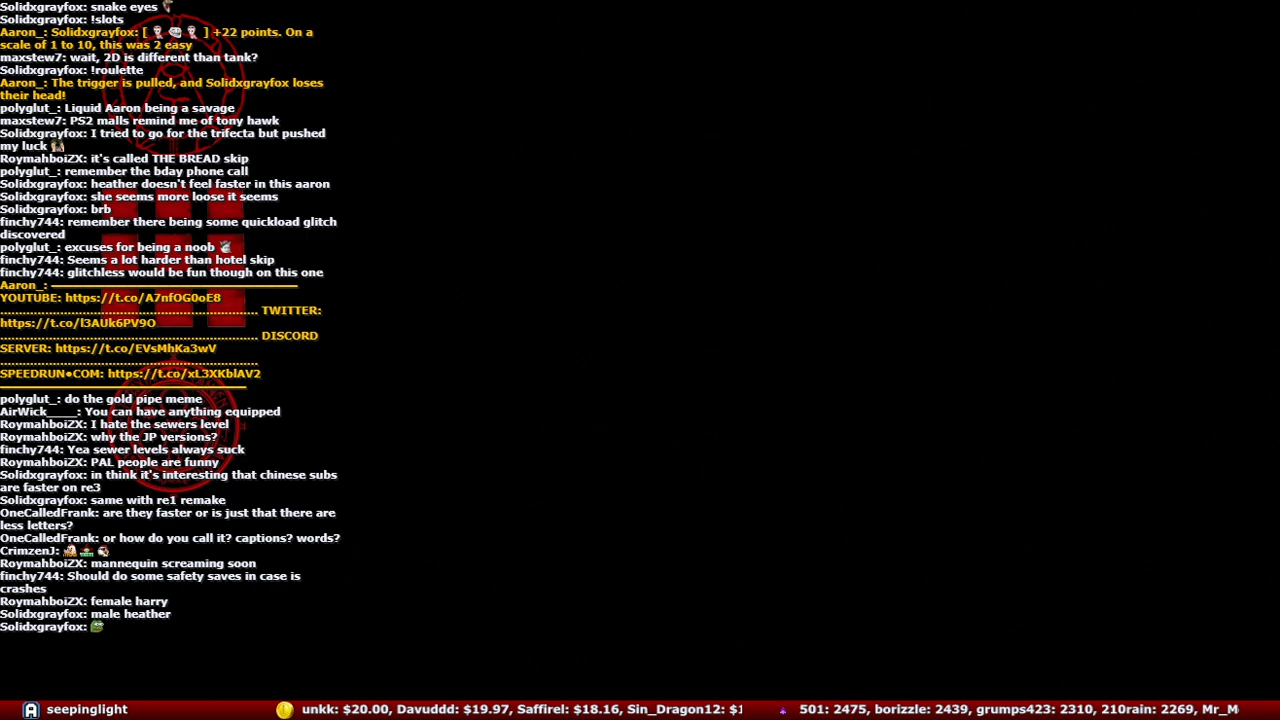 Solidxgrayfox: snake eyes
Solidxgrayfox: !slots
Aaron_: Solidxgrayfox: [ ] +22 points. On a
scale of 1 to 10, this was 2 easy
maxstew7: wait, 2D is different than tank?
Solidxgrayfox: !roulette
Aaron_: The trigger is pulled, and Solidxgrayfox loses
their head!
polyglut_: Liquid Aaron being a savage
maxstew7: PS2 malls remind me of tony hawk
Solidxgrayfox: I tried to go for the trifecta but pushed
my luck
RoymahboiZX: it's called THE BREAD skip
polyglut_: remember the bday phone call
Solidxgrayfox: heather doesn't feel faster in this aaron
Solidxgrayfox: she seems more loose it seems
Solidxgrayfox: brb
finchy744: remember there being some quickload glitch
discovered
polyglut_: excuses for being a noob
finchy744: Seems a lot harder than hotel skip
finchy744: glitchless would be fun though on this one
Aaron_: ────────────────────
YOUTUBE: https://t.co/A7nfOG0oE8
................................................................ TWITTER:
https://t.co/l3AUk6PV9O
................................................................ DISCORD
SERVER: https://t.co/EVsMhKa3wV
................................................................
SPEEDRUN●COM: https://t.co/xL3XKblAV2
────────────────────
polyglut_: do the gold pipe meme
AirWick____: You can have anything equipped
RoymahboiZX: I hate the sewers level
RoymahboiZX: why the JP versions?
finchy744: Yea sewer levels always suck
RoymahboiZX: PAL people are funny
Solidxgrayfox: in think it's interesting that chinese subs
are faster on re3
Solidxgrayfox: same with re1 remake
OneCalledFrank: are they faster or is just that there are
less letters?
OneCalledFrank: or how do you call it? captions? words?
CrimzenJ:
RoymahboiZX: mannequin screaming soon
finchy744: Should do some safety saves in case is
crashes
RoymahboiZX: female harry
Solidxgrayfox: male heather
Solidxgrayfox:
A seepinglight unkk: $20.00, Davuddd: $19.97, Saffirel: $18.16, Sin_Dragon12: $1 501: 2475, borizzle: 2439, grumps423: 2310, 210rain: 2269, Mr_M